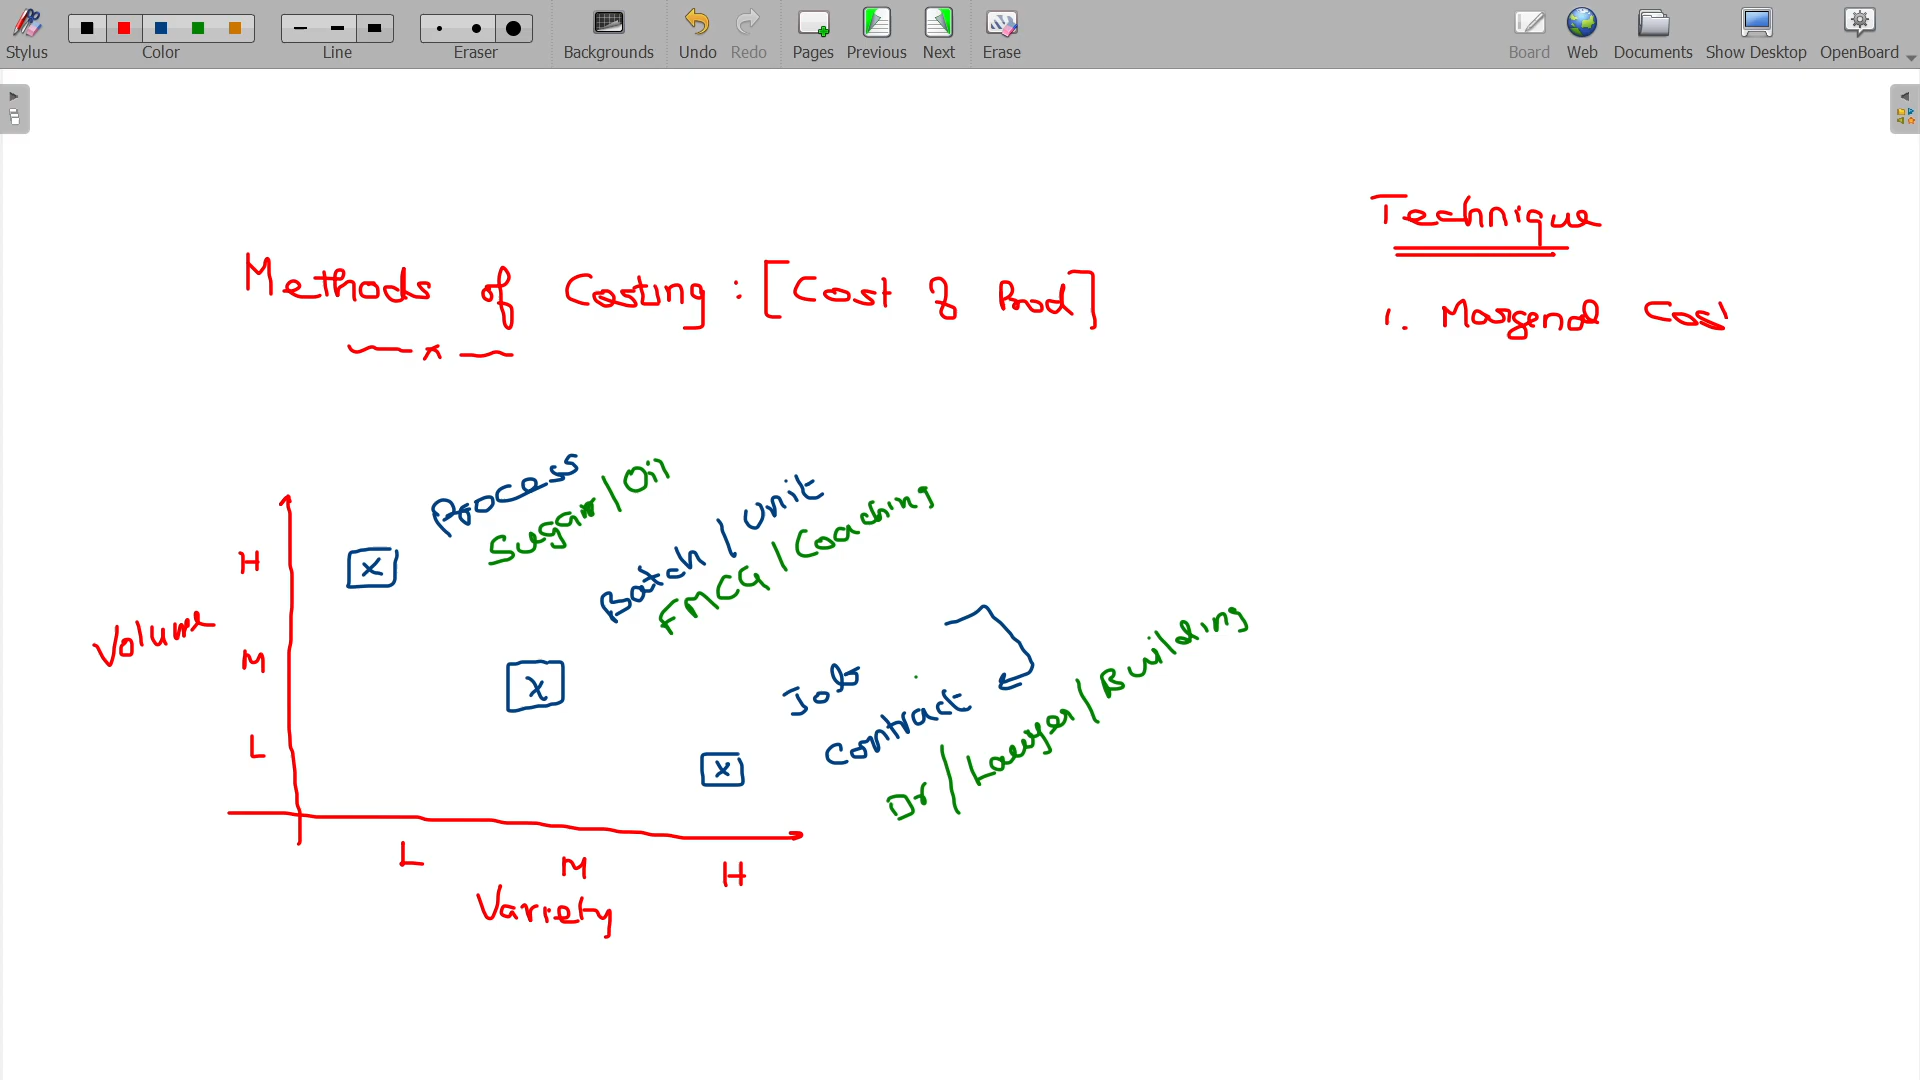 Stylus Color Line Eraser Backgrounds Undo Redo Pages Previous Next Erase Board Web Documents Show Desktop OpenBoard
Technique
Methods of Costing : [Cost of Prod]
1. Marginal Cost
Process
Sugar / Oil
Batch / Unit
FMCG / Coaching
H
X
Volume
M
X
Job
Contract
L
X
Dr / Lawyer / Building
L M H
Variety